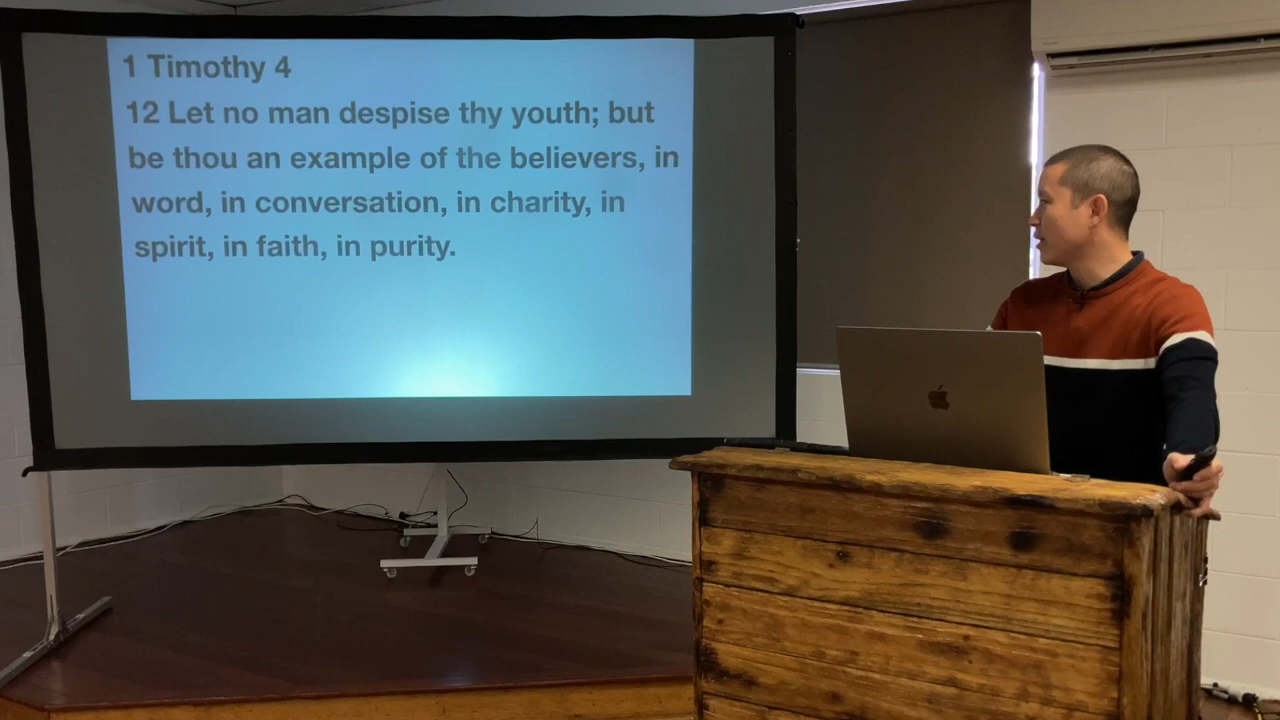 1 Timothy 4
12 Let no man despise thy youth; but
be thou an example of the believers, in
word, in conversation, in charity, in
spirit, in faith, in purity.